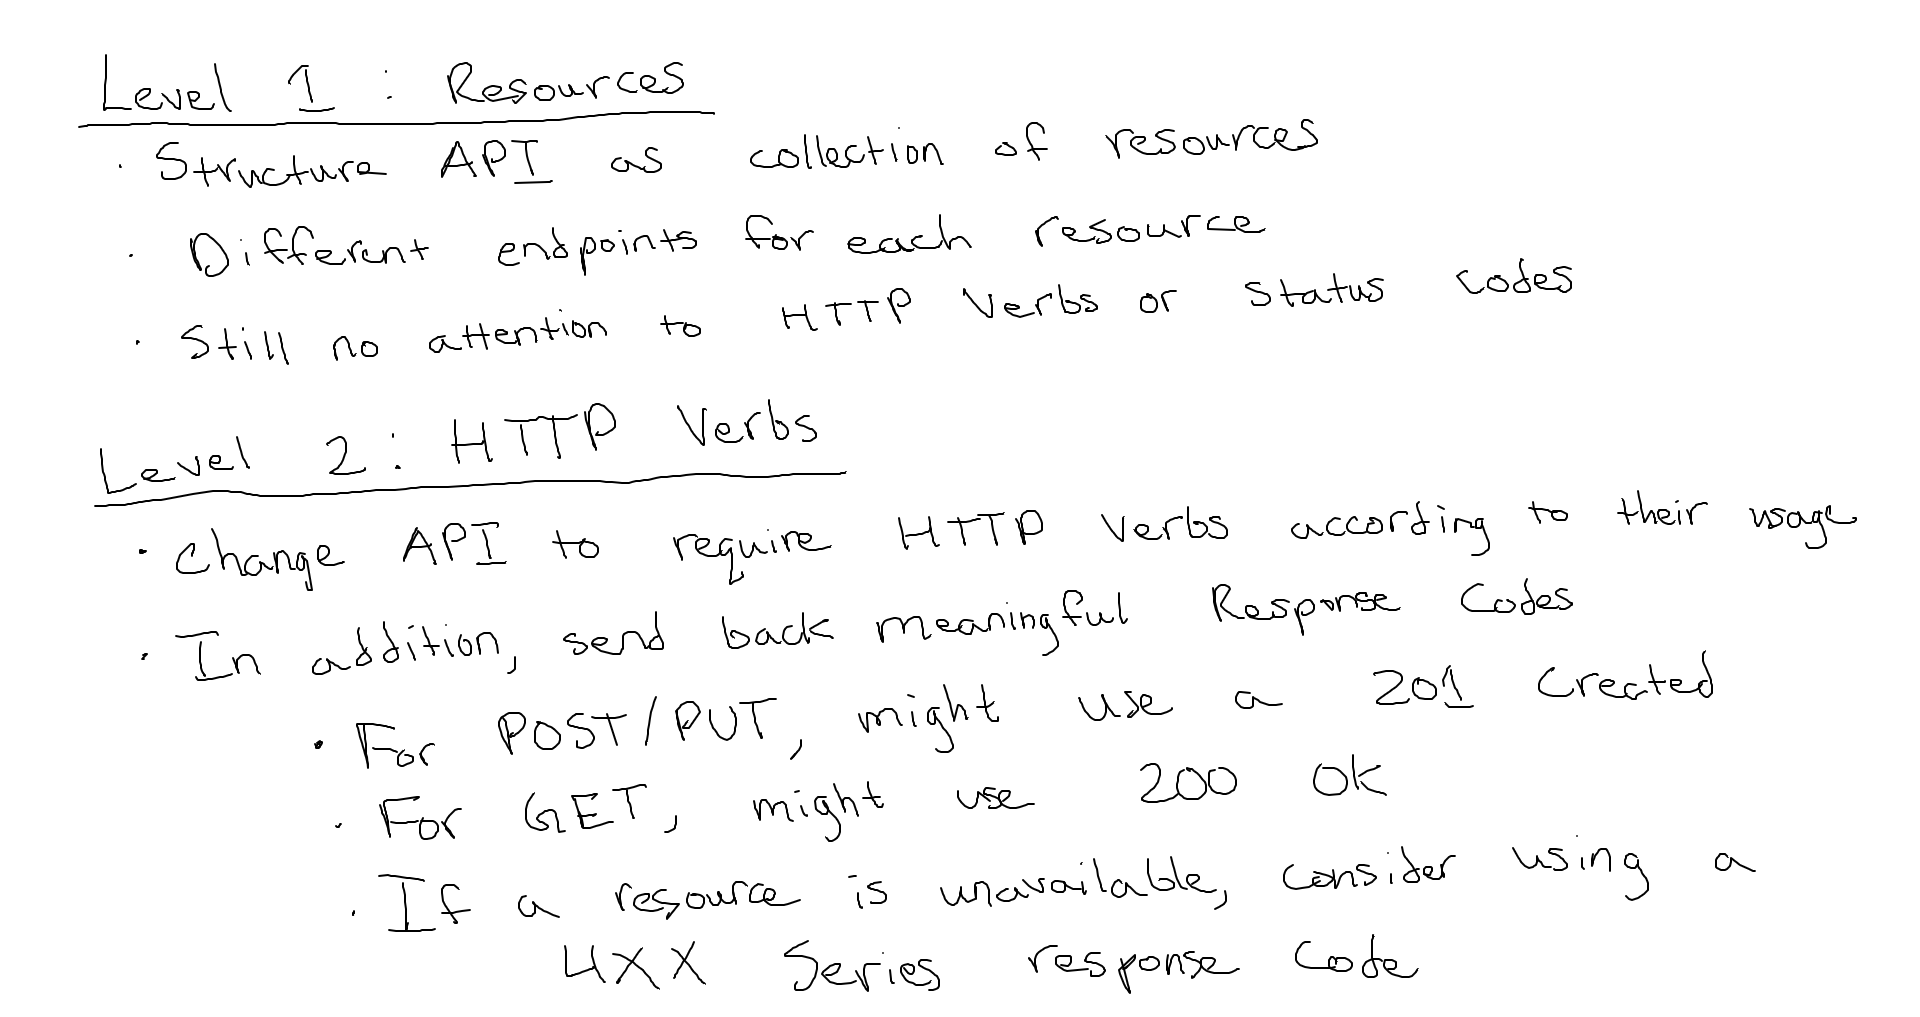 Level 1 : Resources
· Structure API as collection of resources
· Different endpoints for each resource
· Still no attention to HTTP Verbs or status codes
Level 2 : HTTP Verbs
· Change API to require HTTP Verbs according to their usage
· In addition, send back meaningful Response Codes
· For POST/PUT, might use a 201 Created
· For GET, might use 200 OK
· If a resource is unavailable, consider using a
4XX Series response Code